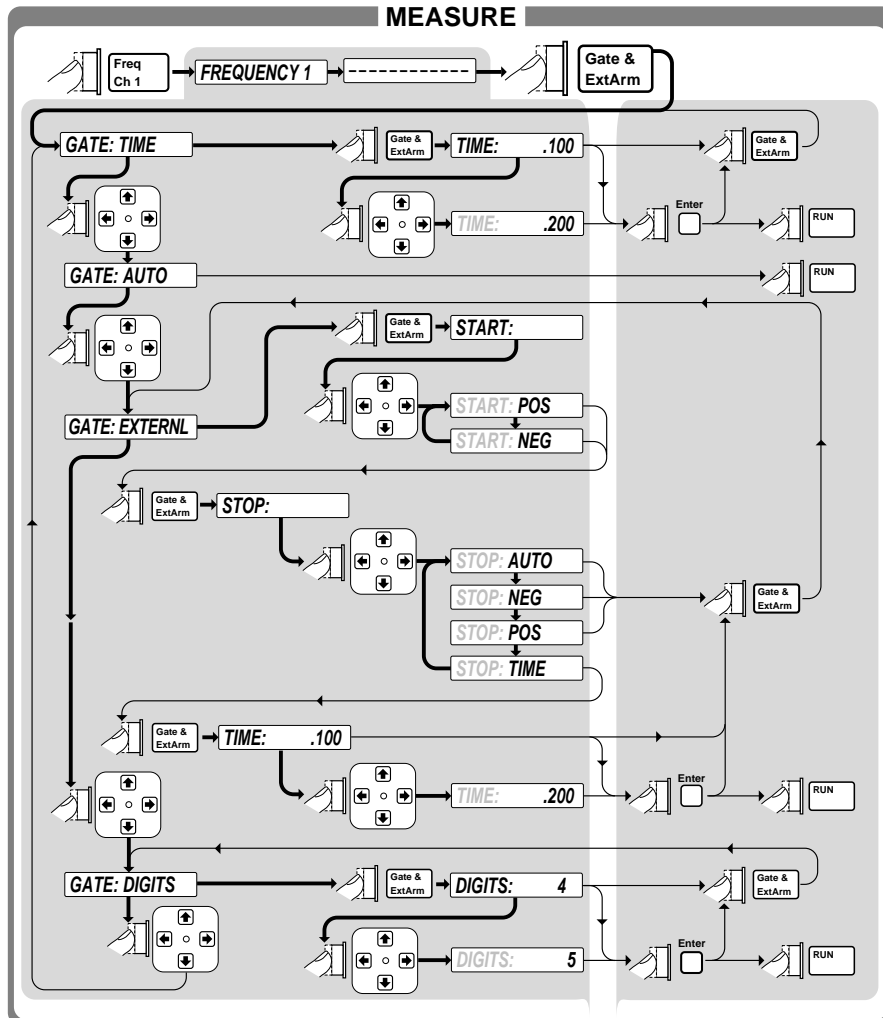 MEASURE
Freq
Ch 1
FREQUENCY 1
-------------
Gate &
ExtArm
GATE: TIME
Gate &
ExtArm
TIME: .100
Gate &
ExtArm
TIME: .200
Enter
RUN
GATE: AUTO
RUN
Gate &
ExtArm
START:
START: POS
GATE: EXTERNL
START: NEG
Gate &
ExtArm
STOP:
STOP: AUTO
STOP: NEG
Gate &
ExtArm
STOP: POS
STOP: TIME
Gate &
ExtArm
TIME: .100
TIME: .200
Enter
RUN
GATE: DIGITS
Gate &
ExtArm
DIGITS: 4
Gate &
ExtArm
DIGITS: 5
Enter
RUN